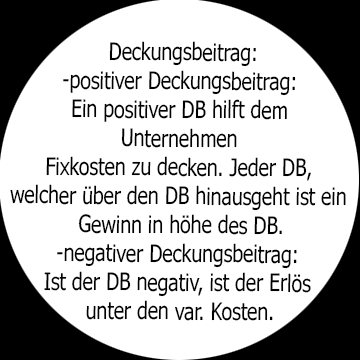 Deckungsbeitrag:
-positiver Deckungsbeitrag:
Ein positiver DB hilft dem
Unternehmen
Fixkosten zu decken. Jeder DB,
welcher über den DB hinausgeht ist ein
Gewinn in höhe des DB.
-negativer Deckungsbeitrag:
Ist der DB negativ, ist der Erlös
unter den var. Kosten.